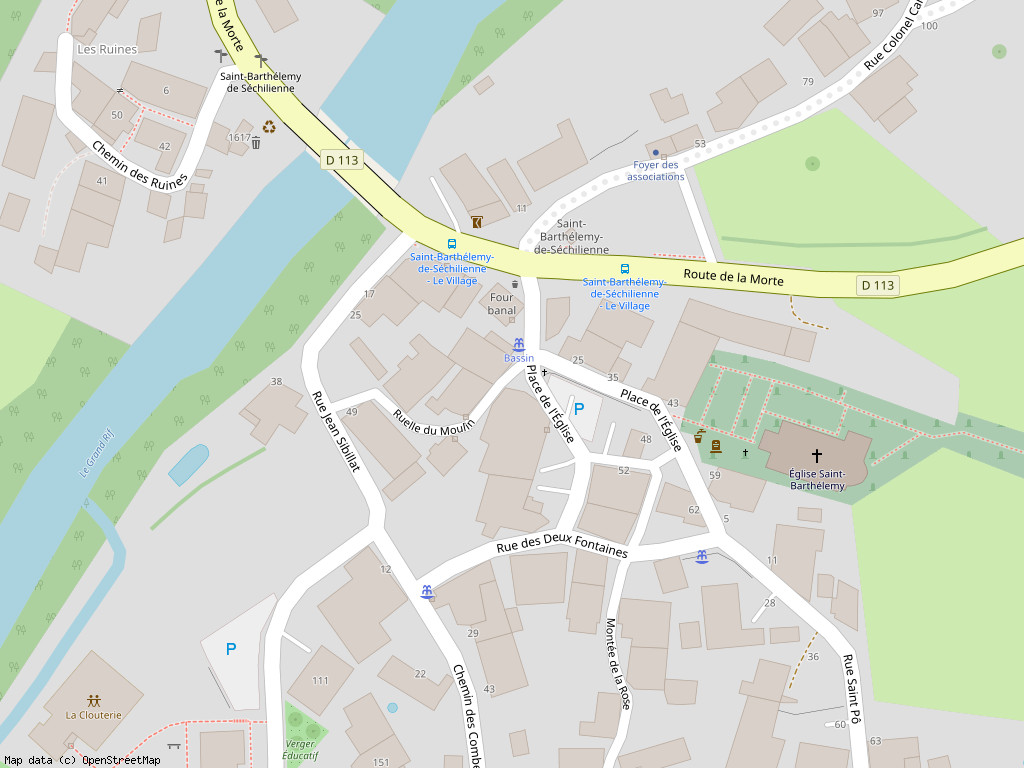 de la Morte
Les Ruines
Saint-Barthélemy
de Séchilienne
6
50
42
1617
41
Chemin des Ruines
D 113
97
100
Rue Colonel Ca
79
53
Foyer des
associations
11
Saint-
Barthélemy-
de-Séchilienne
Saint-Barthélemy-
de-Séchilienne
- Le Village
Saint-Barthélemy-
de-Séchilienne
- Le Village
Route de la Morte
D 113
17
25
Four
banal
Bassin
25
35
38
49
Ruelle du Moulin
Place de l'Église
P
Place de l'Église
43
48
52
59
Église Saint-
Barthélemy
Rue Jean Sibillat
Le Grand Rif
62
5
Rue des Deux Fontaines
12
11
28
36
29
22
43
111
151
P
Montée de la Rose
Rue Saint Pô
60
63
Chemin des Combe
La Clouterie
Verger
Éducatif
Map data (c) OpenStreetMap